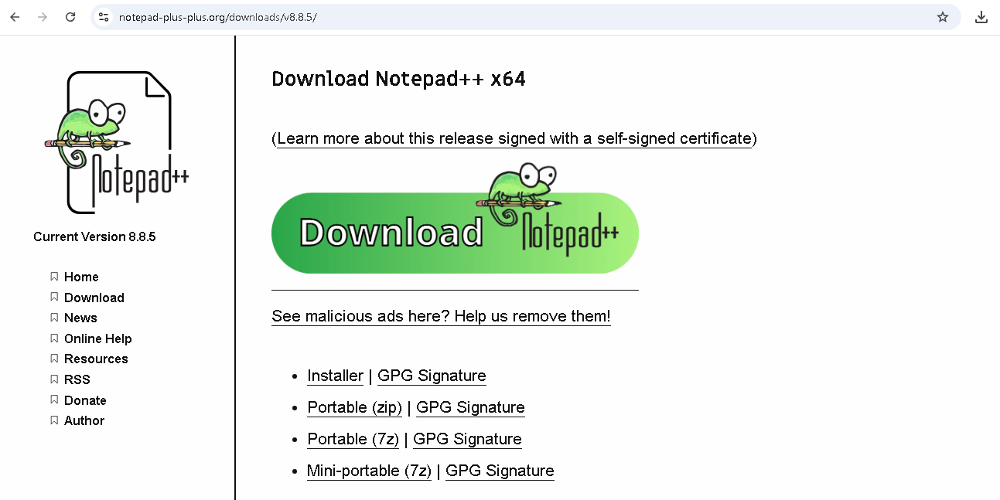 notepad-plus-plus.org/downloads/v8.8.5/
Notepad++
Current Version 8.8.5
Home
Download
News
Online Help
Resources
RSS
Donate
Author
Download Notepad++ x64
(Learn more about this release signed with a self-signed certificate)
Download Notepad++
See malicious ads here? Help us remove them!
• Installer | GPG Signature
• Portable (zip) | GPG Signature
• Portable (7z) | GPG Signature
• Mini-portable (7z) | GPG Signature